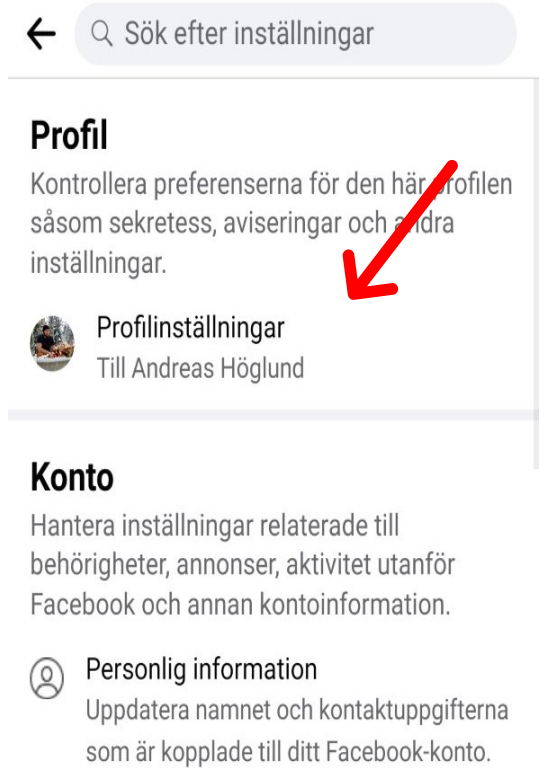 Sök efter inställningar
Profil
Kontrollera preferenserna för den här profilen
såsom sekretess, aviseringar och andra
inställningar.
Profilinställningar
Till Andreas Höglund
Konto
Hantera inställningar relaterade till
behörigheter, annonser, aktivitet utanför
Facebook och annan kontoinformation.
Personlig information
Uppdatera namnet och kontaktuppgifterna
som är kopplade till ditt Facebook-konto.